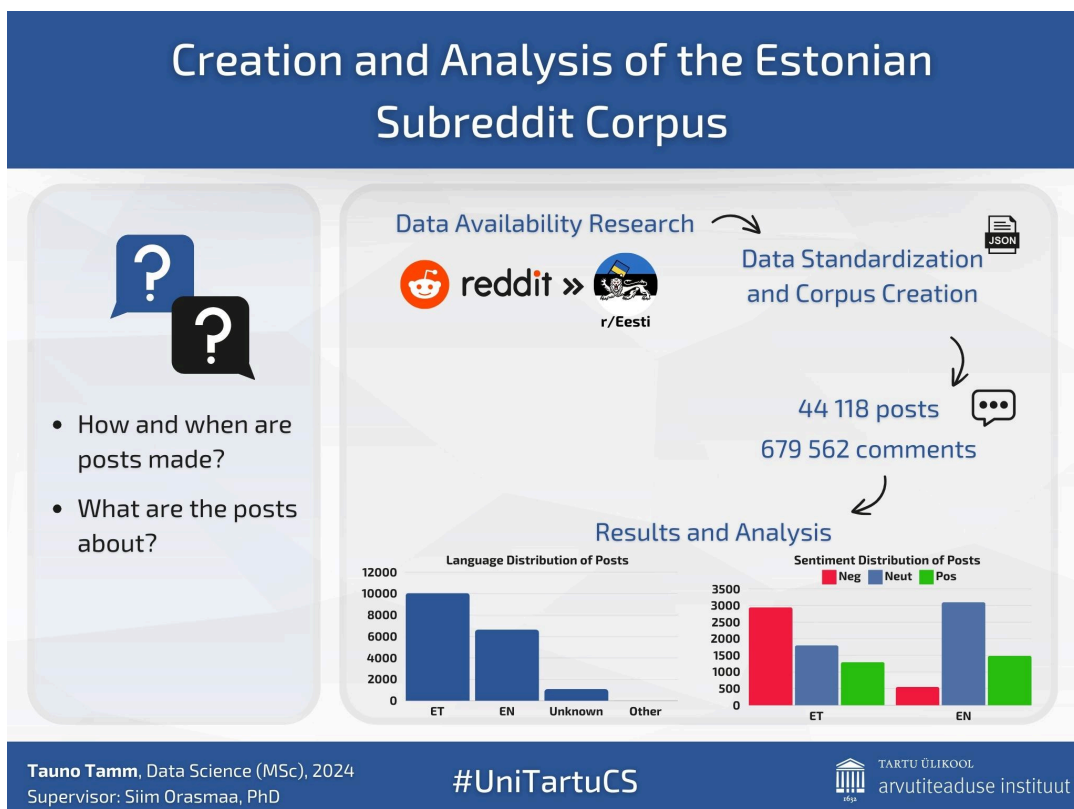 Creation and Analysis of the Estonian
Subreddit Corpus
?
?
• How and when are
posts made?
• What are the posts
about?
Data Availability Research
reddit »
r/Eesti
JSON
Data Standardization
and Corpus Creation
44 118 posts
679 562 comments
Results and Analysis
Language Distribution of Posts
12000
10000
8000
6000
4000
2000
0
ET EN Unknown Other
Sentiment Distribution of Posts
Neg Neut Pos
3500
3000
2500
2000
1500
1000
500
0
ET EN
Tauno Tamm, Data Science (MSc), 2024
Supervisor: Siim Orasmaa, PhD
#UniTartuCS
1632
TARTU ÜLIKOOL
arvutiteaduse instituut